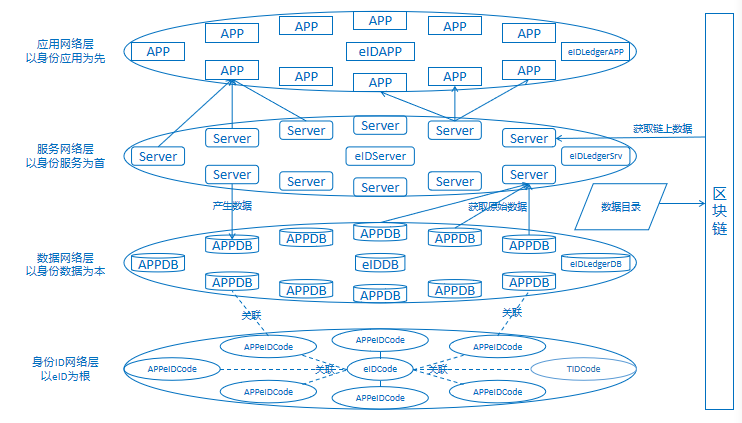 应用网络层
以身份应用为先
APP
APP
APP
APP
APP
APP
eIDAPP
eIDLedgerAPP
APP
APP
APP
APP
APP
服务网络层
以身份服务为首
Server
Server
Server
Server
Server
Server
eIDServer
eIDLedgerSrv
Server
Server
Server
Server
Server
获取链上数据
区块链
产生数据
获取原始数据
数据目录
数据网络层
以身份数据为本
APPDB
APPDB
APPDB
APPDB
APPDB
APPDB
eIDDB
eIDLedgerDB
APPDB
APPDB
APPDB
APPDB
APPDB
关联
关联
身份ID网络层
以eID为根
APPeIDCode
APPeIDCode
APPeIDCode
APPeIDCode
关联
eIDCode
关联
TIDCode
APPeIDCode
APPeIDCode
APPeIDCode